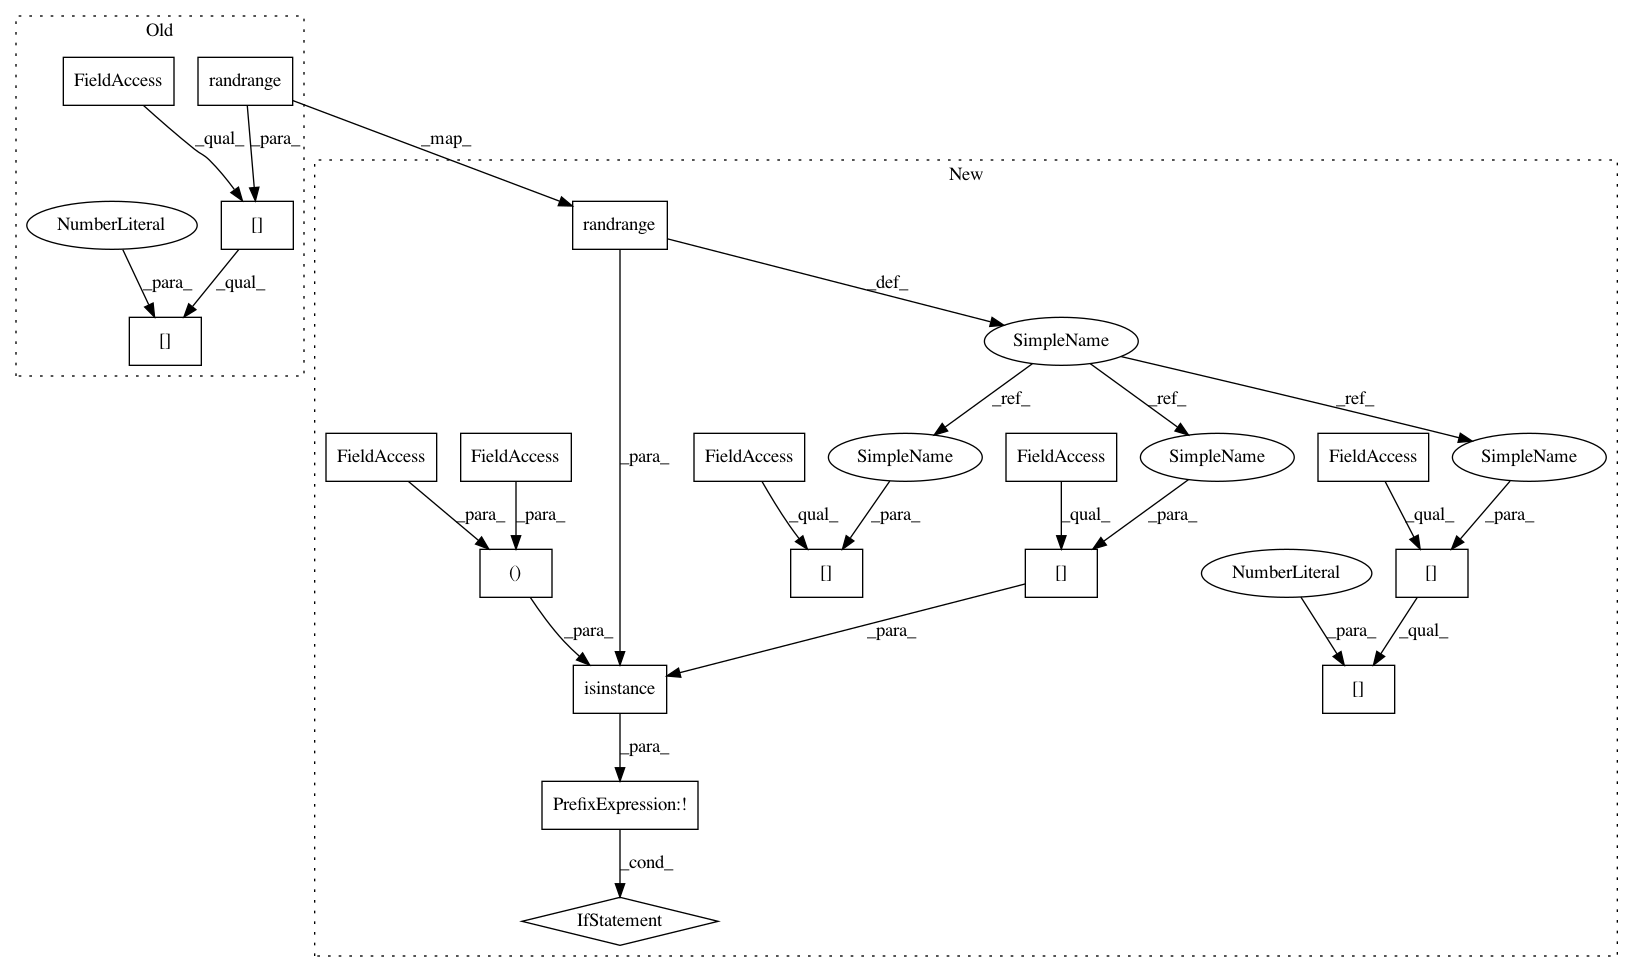 Old
FieldAccess
randrange
_qual_
_para_
_map_
New
NumberLiteral
[]
randrange
_para_
_qual_
_def_
[]
SimpleName
_ref_
_ref_
_ref_
FieldAccess
FieldAccess
_para_
FieldAccess
SimpleName
FieldAccess
SimpleName
FieldAccess
SimpleName
_para_
_para_
_qual_
_para_
_qual_
_para_
_qual_
_para_
()
[]
[]
NumberLiteral
[]
_para_
_para_
_para_
_qual_
isinstance
[]
_para_
PrefixExpression:!
_cond_
IfStatement